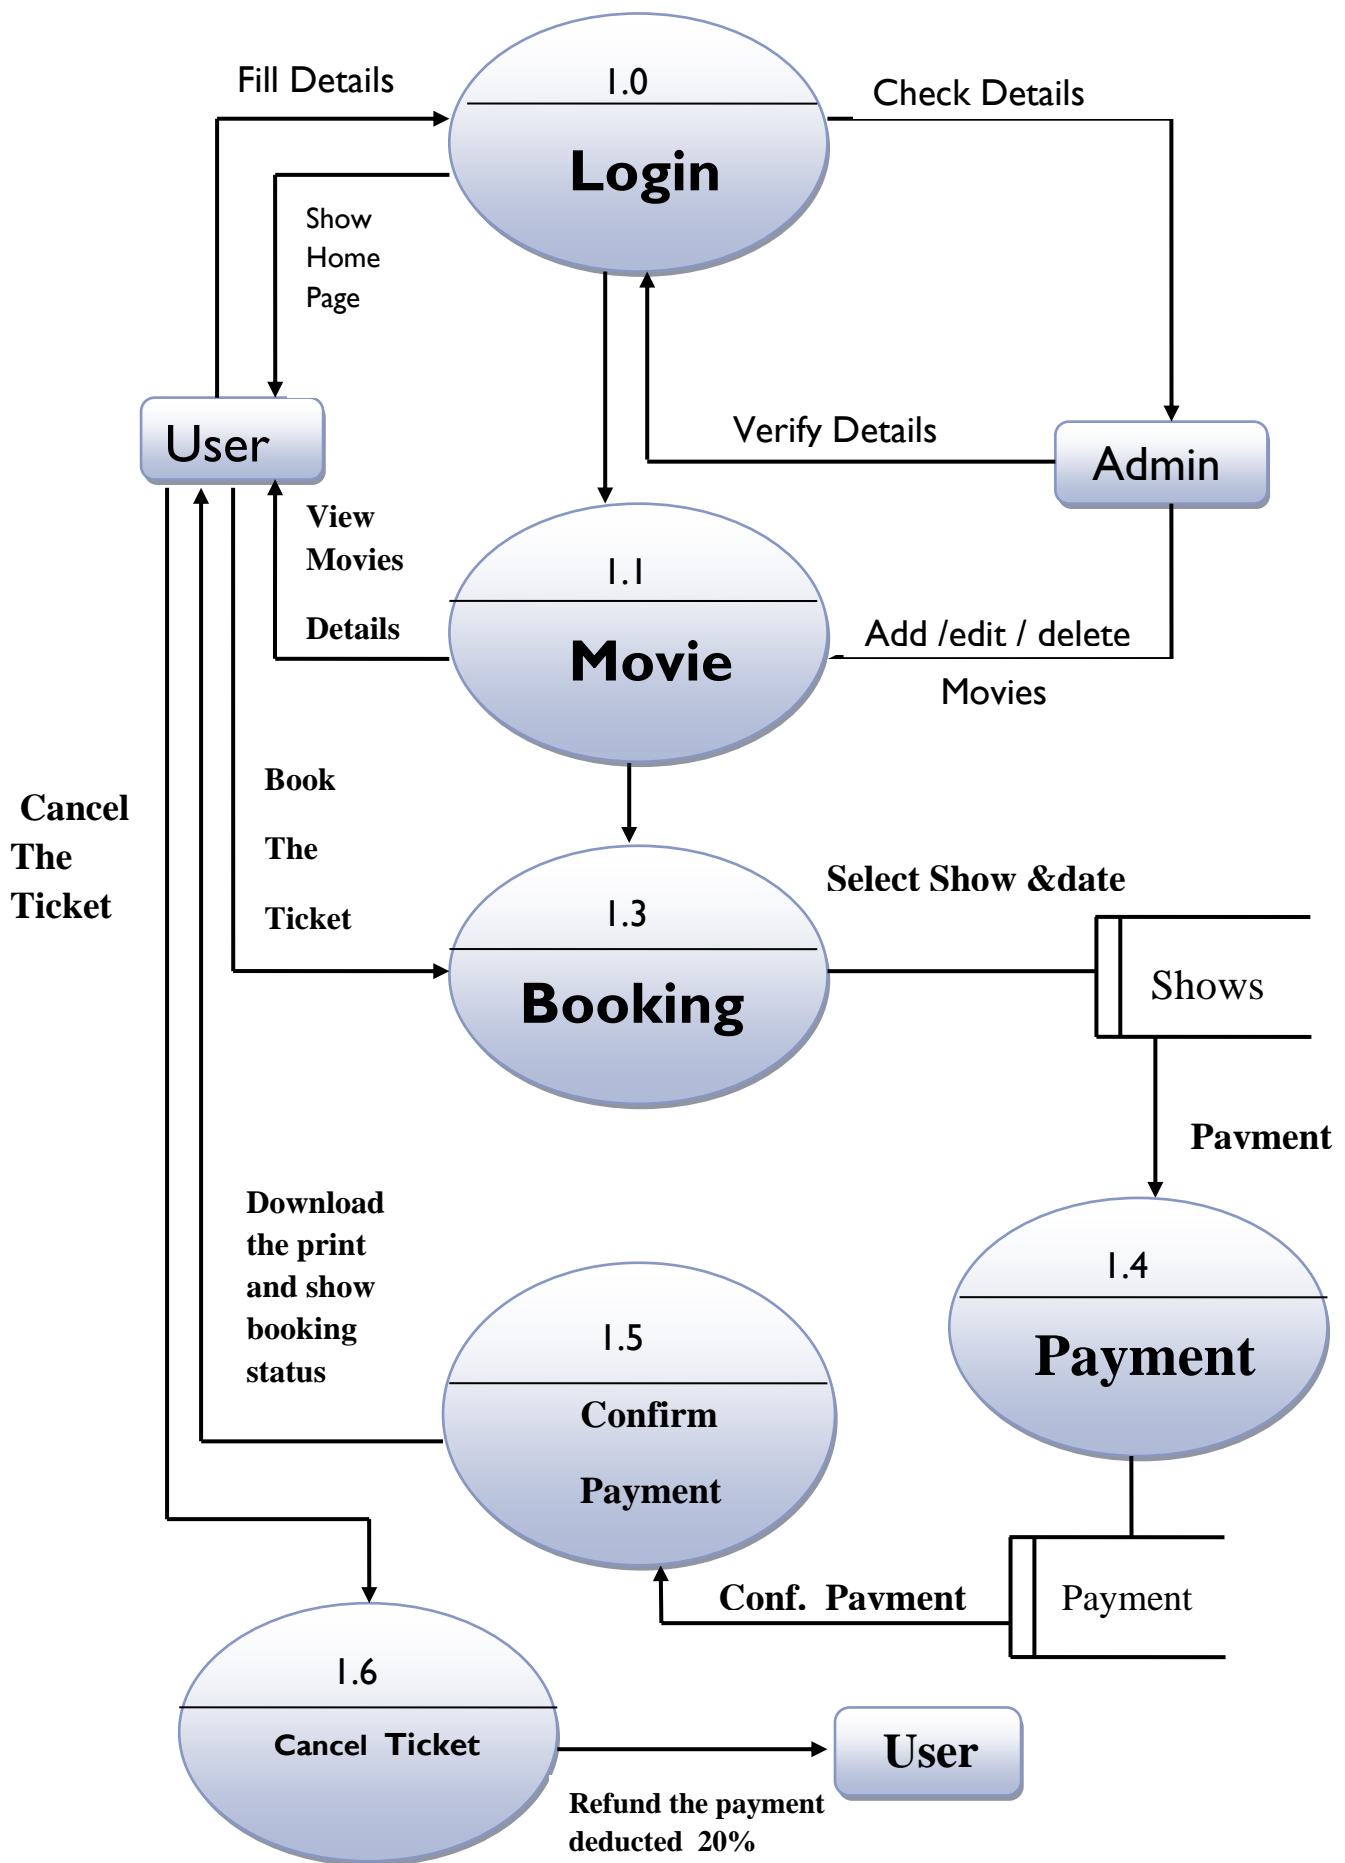 Fill Details
1.0
Check Details
Login
Show
Home
Page
User
Verify Details
Admin
View
Movies
Details
1.1
Movie
Add /edit / delete
Movies
Cancel
The
Ticket
Book
The
Ticket
1.3
Booking
Select Show &date
Shows
Pavment
Download
the print
and show
booking
status
1.4
Payment
1.5
Confirm
Payment
Conf. Pavment
Payment
1.6
Cancel Ticket
User
Refund the payment
deducted 20%